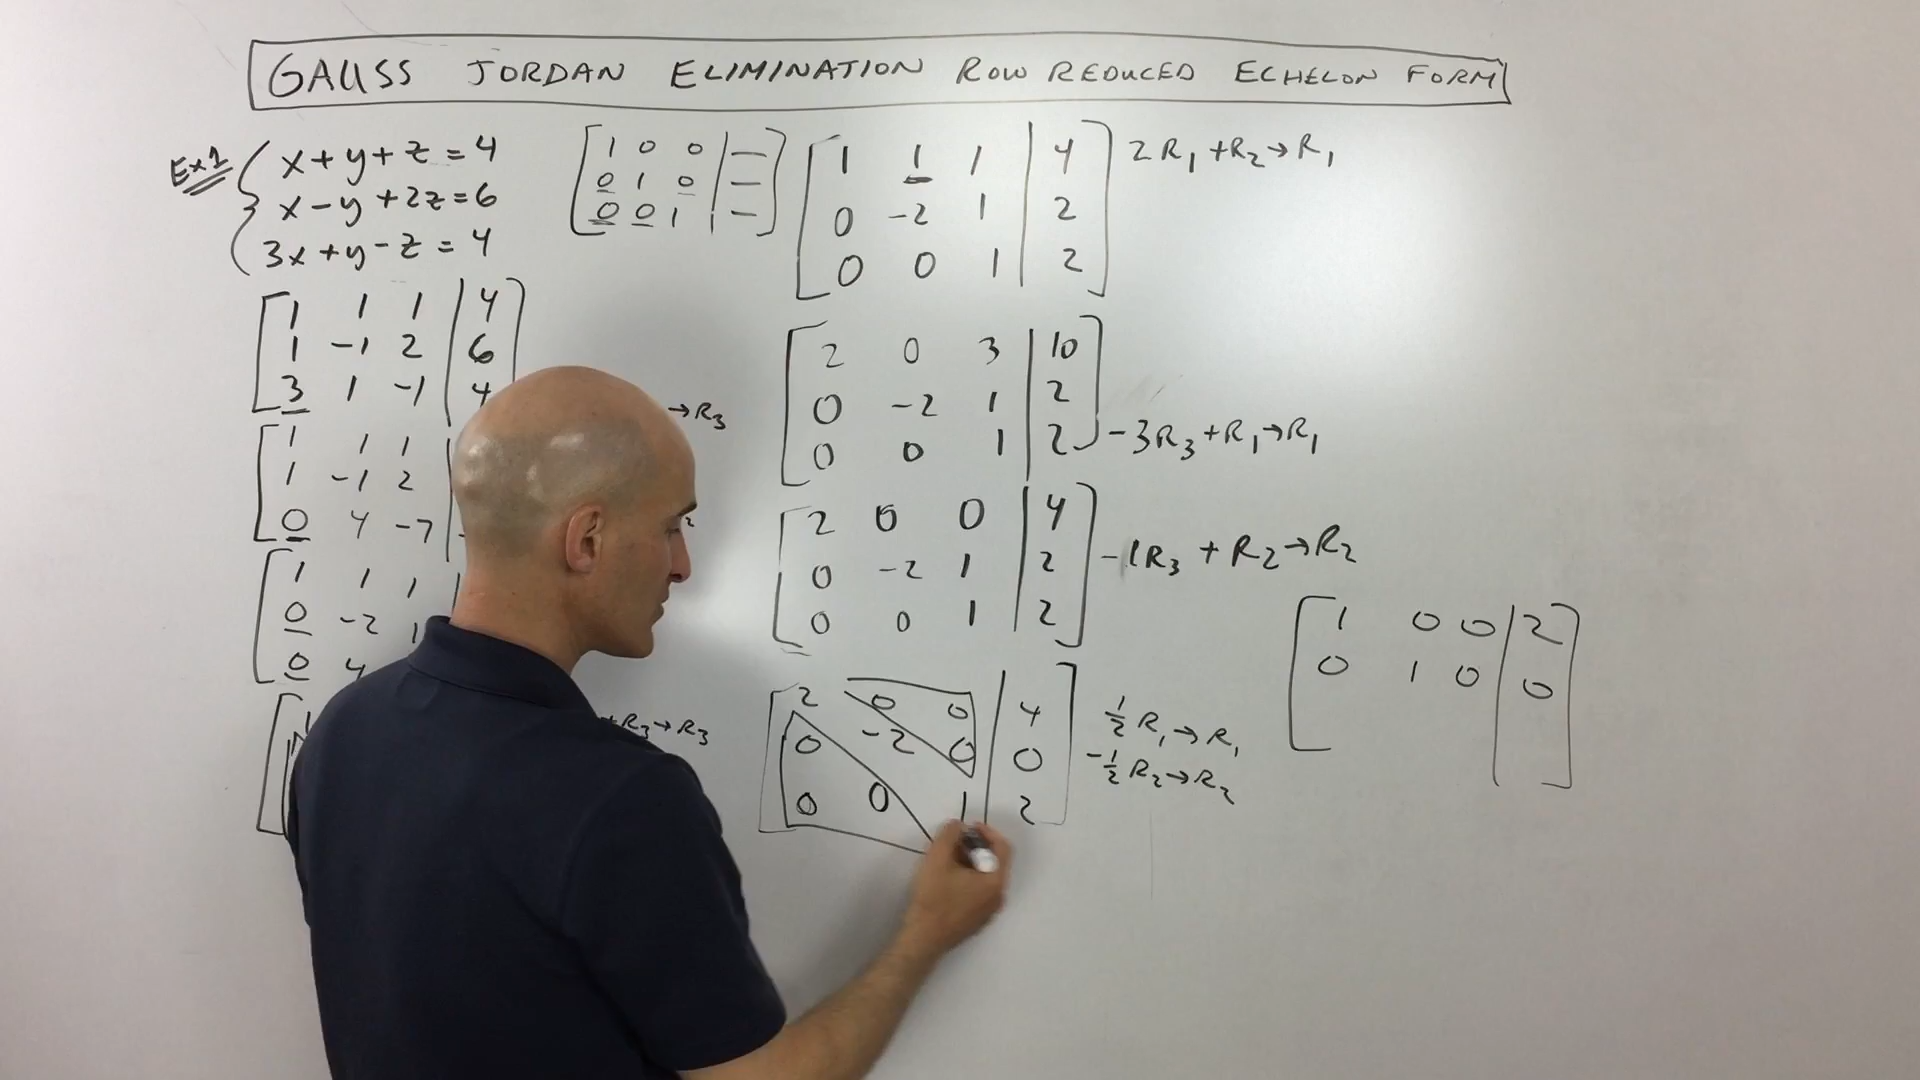 GAUSS JORDAN ELIMINATION ROW REDUCED ECHELON FORM
Ex 1
x+y+z=4
x-y+2z=6
3x+y-z=4
1 1 1 | 4
1 -1 2 | 6
3 1 -1 | 4
→R3
1 1 1
1 -1 2
0 4 -7
1 1 1
0 -2 1
0 4
+R3→R3
1 0 0 | —
0 1 0 | —
0 0 1 | —
1 1 1 | 4
0 -2 1 | 2
0 0 1 | 2
2R1+R2→R1
2 0 3 | 10
0 -2 1 | 2
0 0 1 | 2
-3R3+R1→R1
2 0 0 | 4
0 -2 1 | 2
0 0 1 | 2
-1R3+R2→R2
2 0 0 | 4
0 -2 0 | 0
0 0 1 | 2
½R1→R1
-½R2→R2
1 0 0 | 2
0 1 0 | 0